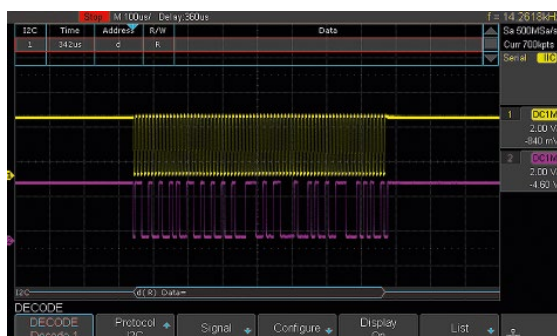 Stop M 100us/ Delay:360us f = 14.2618kHz
I2C Time Address R/W Data Sa 500MSa/s
1 342us d R Curr 700kpts
Serial IIC
1 DC1M
2.00 V
-840 mV
2 DC1M
2.00 V
-4.60 V
I2C d(R) Data=
DECODE
DECODE Protocol Signal Configure Display List
Decode 1 I2C On